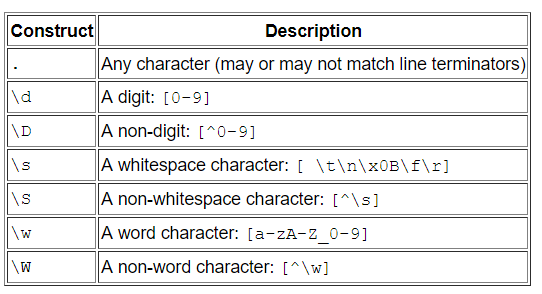 Construct Description
. Any character (may or may not match line terminators)
\d A digit: [0-9]
\D A non-digit: [^0-9]
\s A whitespace character: [ \t\n\x0B\f\r]
\S A non-whitespace character: [^\s]
\w A word character: [a-zA-Z_0-9]
\W A non-word character: [^\w]